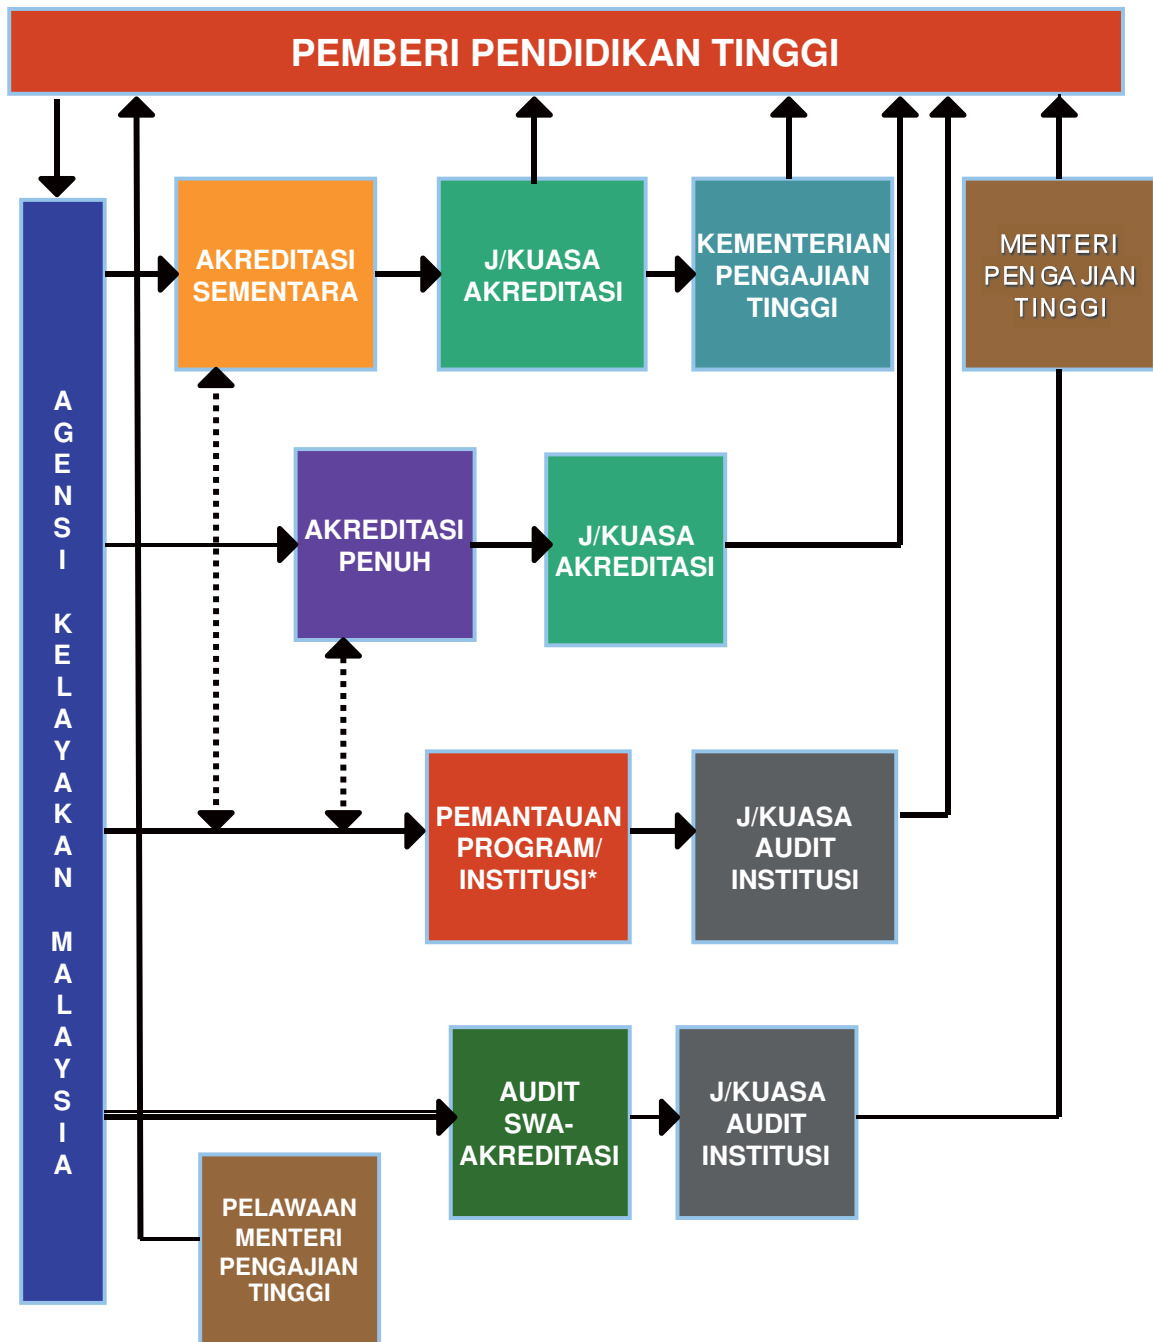 PEMBERI PENDIDIKAN TINGGI
AKREDITASI
SEMENTARA
J/KUASA
AKREDITASI
KEMENTERIAN
PENGAJIAN
TINGGI
MENTERI
PENGAJIAN
TINGGI
AGENSI KELAYAKAN MALAYSIA
AKREDITASI
PENUH
J/KUASA
AKREDITASI
PEMANTAUAN
PROGRAM/
INSTITUSI*
J/KUASA
AUDIT
INSTITUSI
AUDIT
SWA-
AKREDITASI
J/KUASA
AUDIT
INSTITUSI
PELAWAAN
MENTERI
PENGAJIAN
TINGGI